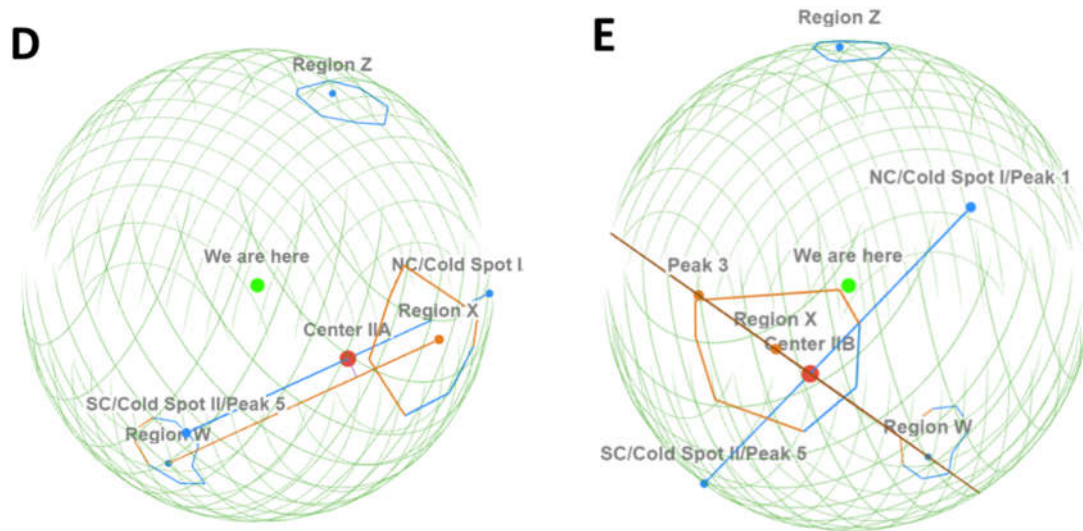 D
Region Z
We are here
NC/Cold Spot I
Region X
Center IIA
SC/Cold Spot II/Peak 5
Region W
E
Region Z
NC/Cold Spot I/Peak 1
We are here
Peak 3
Region X
Center IIB
Region W
SC/Cold Spot II/Peak 5